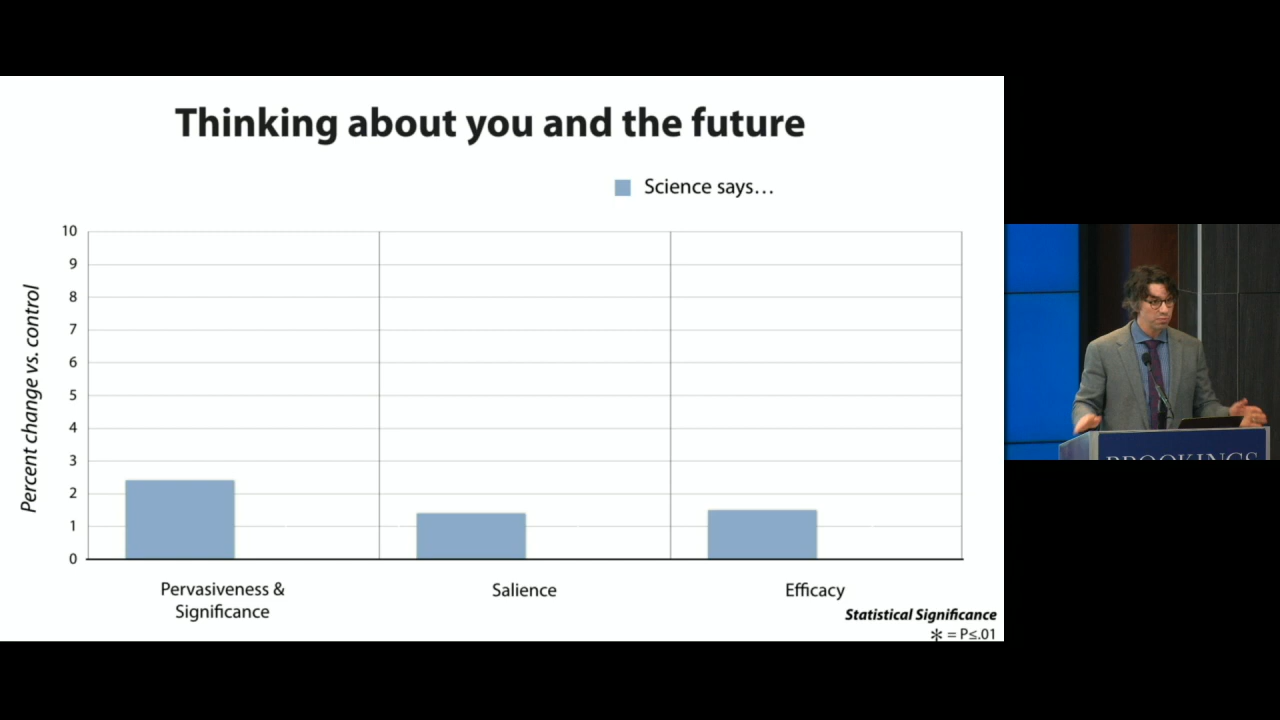 Thinking about you and the future
Science says…
Percent change vs. control
10
9
8
7
6
5
4
3
2
1
0
Pervasiveness &
Significance
Salience
Efficacy
Statistical Significance
* = P≤.01
BROOKINGS